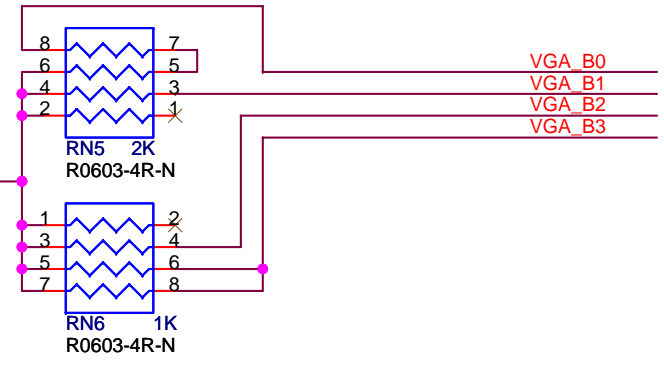 8 7
6 5 VGA_B0
4 3 VGA_B1
2 1 VGA_B2
VGA_B3
RN5 2K
R0603-4R-N
1 2
3 4
5 6
7 8
RN6 1K
R0603-4R-N